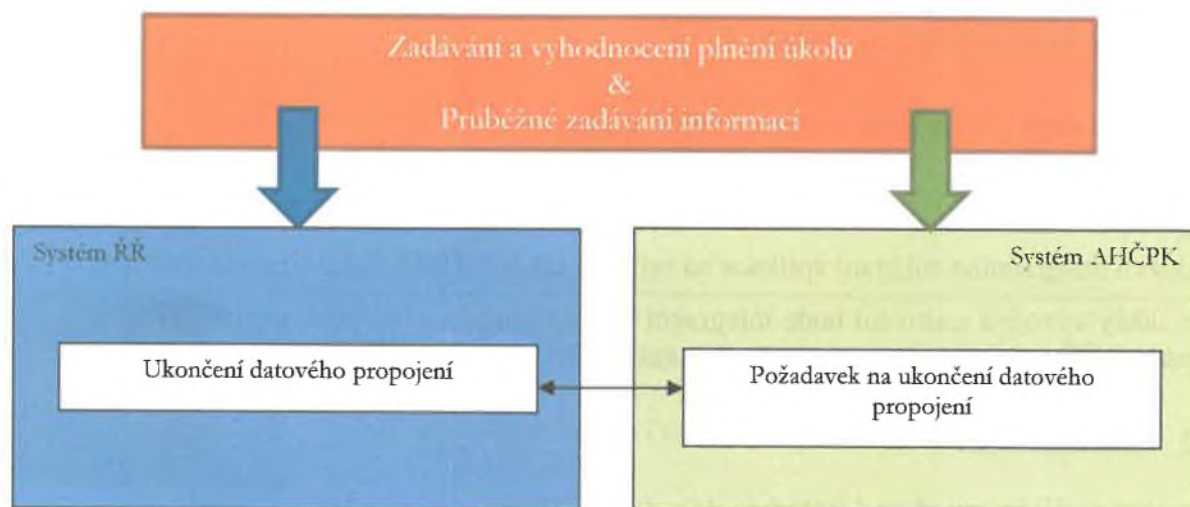 Zadávání a vyhodnocení plnění úkolů
&
Průběžné zadávání informací
Systém ŘŘ
Systém AHČPK
Ukončení datového propojení
Požadavek na ukončení datového
propojení